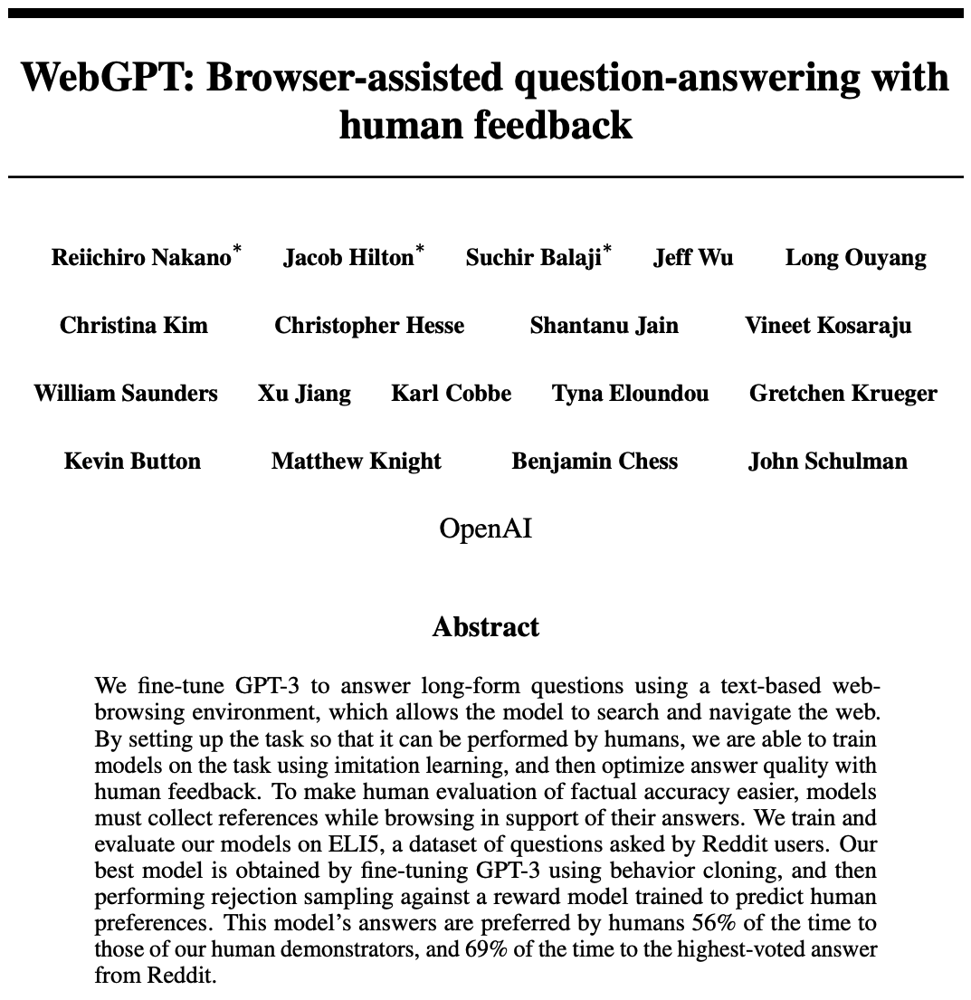 WebGPT: Browser-assisted question-answering with
human feedback
Reiichiro Nakano* Jacob Hilton* Suchir Balaji* Jeff Wu Long Ouyang
Christina Kim Christopher Hesse Shantanu Jain Vineet Kosaraju
William Saunders Xu Jiang Karl Cobbe Tyna Eloundou Gretchen Krueger
Kevin Button Matthew Knight Benjamin Chess John Schulman
OpenAI
Abstract
We fine-tune GPT-3 to answer long-form questions using a text-based web-
browsing environment, which allows the model to search and navigate the web.
By setting up the task so that it can be performed by humans, we are able to train
models on the task using imitation learning, and then optimize answer quality with
human feedback. To make human evaluation of factual accuracy easier, models
must collect references while browsing in support of their answers. We train and
evaluate our models on ELI5, a dataset of questions asked by Reddit users. Our
best model is obtained by fine-tuning GPT-3 using behavior cloning, and then
performing rejection sampling against a reward model trained to predict human
preferences. This model's answers are preferred by humans 56% of the time to
those of our human demonstrators, and 69% of the time to the highest-voted answer
from Reddit.